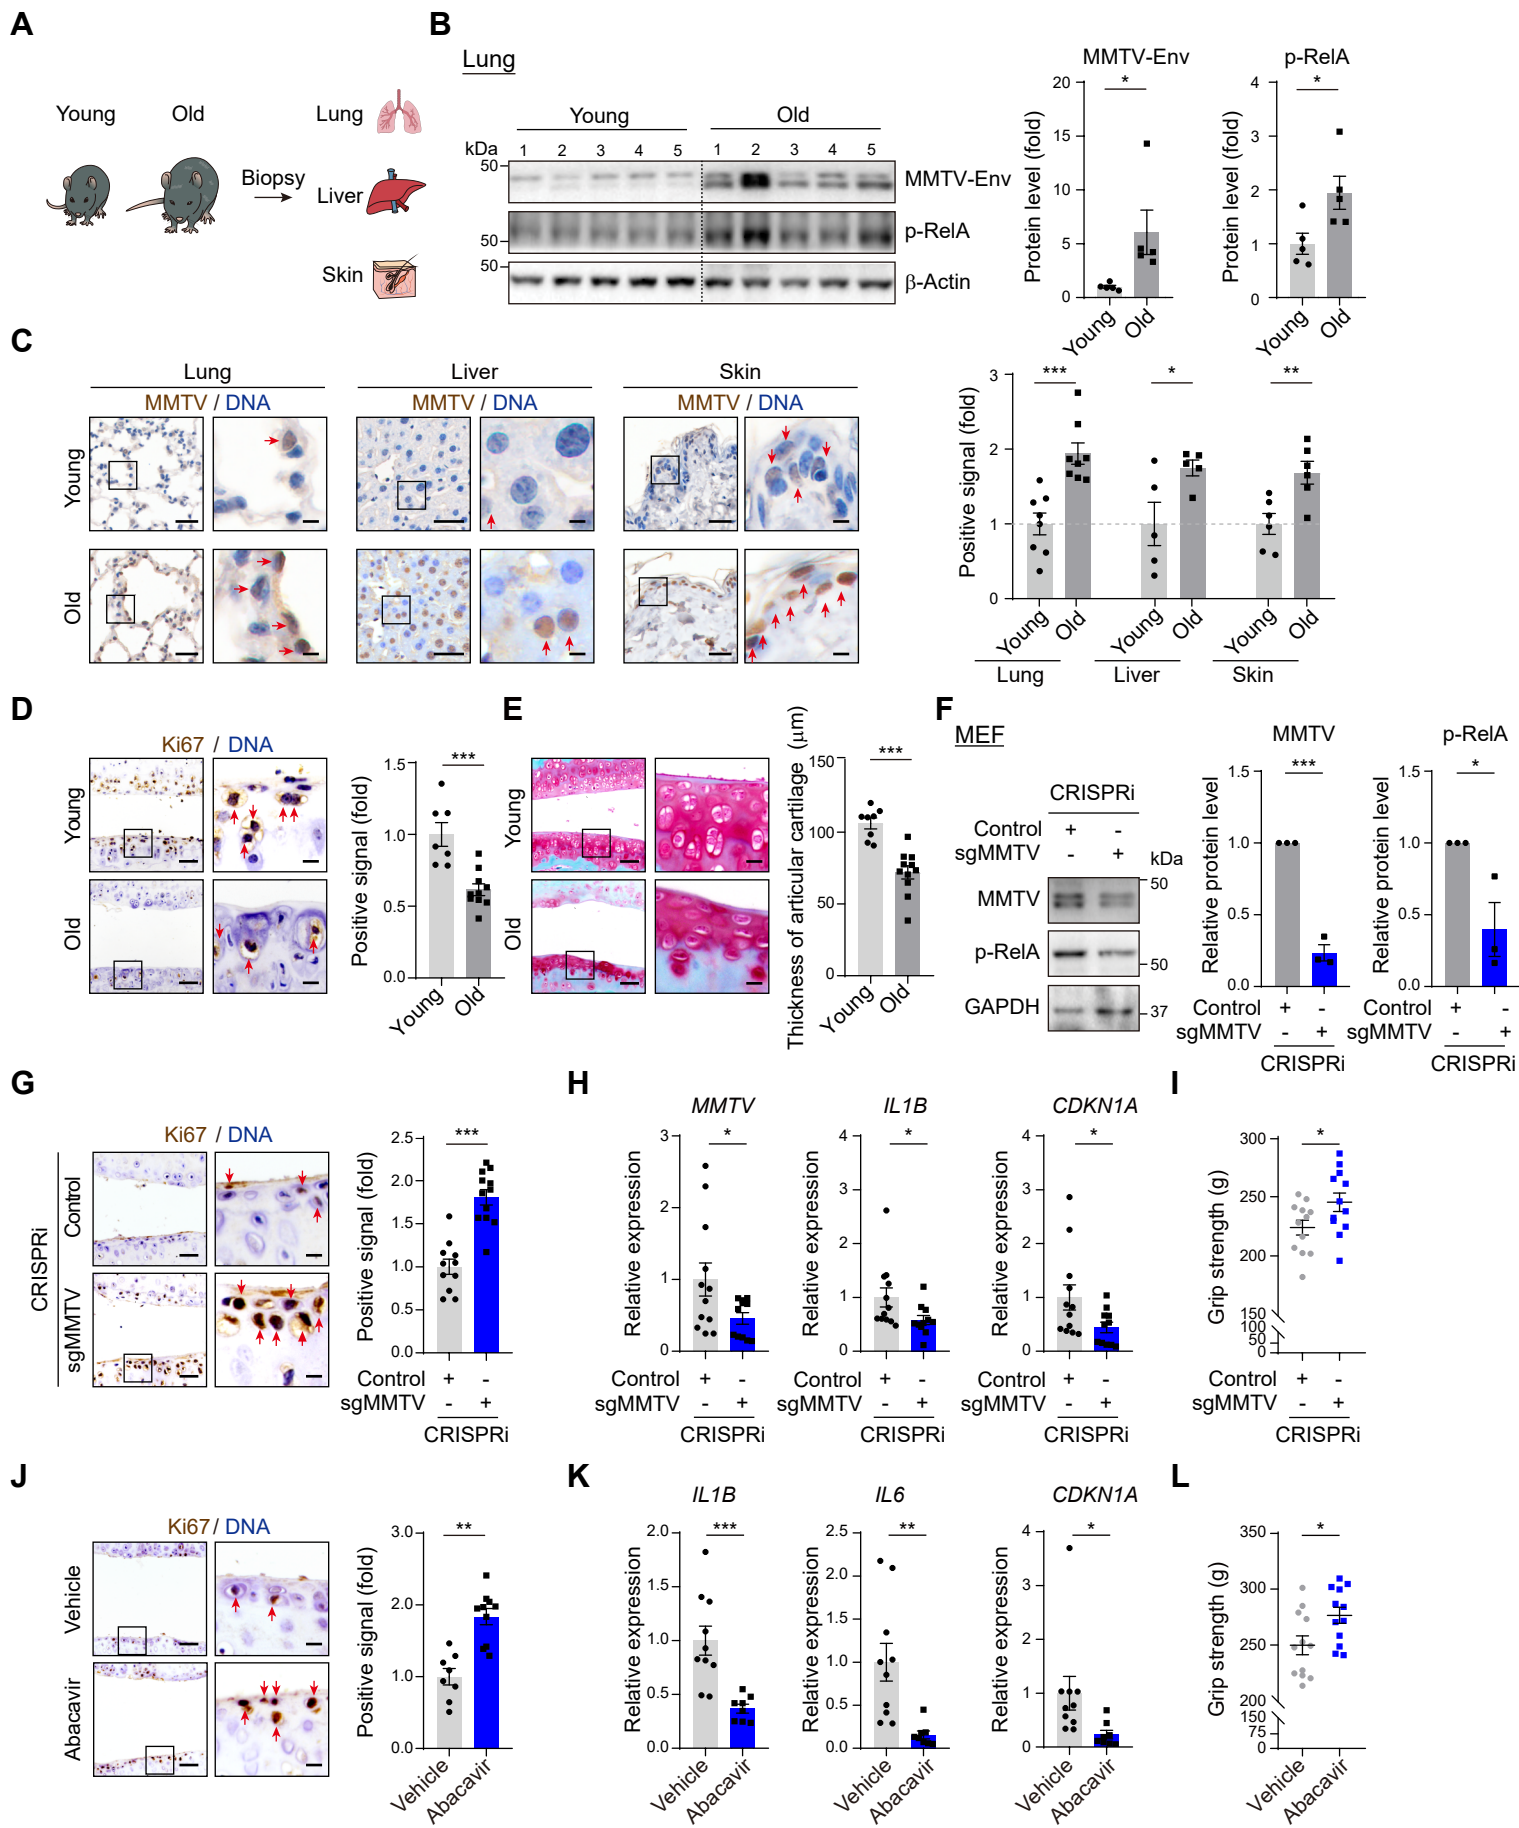 A
Young
Old
Biopsy
Lung
Liver
Skin
B
Lung
Young
Old
kDa
1 2 3 4 5 1 2 3 4 5
50
MMTV-Env
50
p-RelA
50
β-Actin
MMTV-Env
*
Protein level (fold)
20
15
10
5
0
Young
Old
p-RelA
*
Protein level (fold)
4
3
2
1
0
Young
Old
C
Lung
Liver
Skin
MMTV / DNA
MMTV / DNA
MMTV / DNA
Young
Old
Positive signal (fold)
3
2
1
0
***
*
**
Young
Old
Young
Old
Young
Old
Lung
Liver
Skin
D
Ki67 / DNA
Young
Old
Positive signal (fold)
1.5
1.0
0.5
0.0
***
Young
Old
E
Young
Old
Thickness of articular cartilage (μm)
150
100
50
0
***
Young
Old
F
MEF
CRISPRi
Control + -
sgMMTV - +
kDa
MMTV
50
p-RelA
50
GAPDH
37
MMTV
***
Relative protein level
1.5
1.0
0.5
0.0
Control + -
sgMMTV - +
CRISPRi
p-RelA
*
Relative protein level
1.5
1.0
0.5
0.0
Control + -
sgMMTV - +
CRISPRi
G
Ki67 / DNA
CRISPRi
Control
sgMMTV
Positive signal (fold)
2.5
2.0
1.5
1.0
0.5
0.0
***
Control + -
sgMMTV - +
CRISPRi
H
MMTV
*
Relative expression
3
2
1
0
Control + -
sgMMTV - +
CRISPRi
IL1B
*
Relative expression
4
3
2
1
0
Control + -
sgMMTV - +
CRISPRi
CDKN1A
*
Relative expression
4
3
2
1
0
Control + -
sgMMTV - +
CRISPRi
I
*
Grip strength (g)
300
250
200
150
100
50
0
Control + -
sgMMTV - +
CRISPRi
J
Ki67 / DNA
Vehicle
Abacavir
Positive signal (fold)
3.0
2.0
1.0
0.0
**
Vehicle
Abacavir
K
IL1B
***
Relative expression
2.0
1.5
1.0
0.5
0.0
Vehicle
Abacavir
IL6
**
Relative expression
2.5
2.0
1.5
1.0
0.5
0.0
Vehicle
Abacavir
CDKN1A
*
Relative expression
4
3
2
1
0
Vehicle
Abacavir
L
*
Grip strength (g)
350
300
250
200
150
75
0
Vehicle
Abacavir